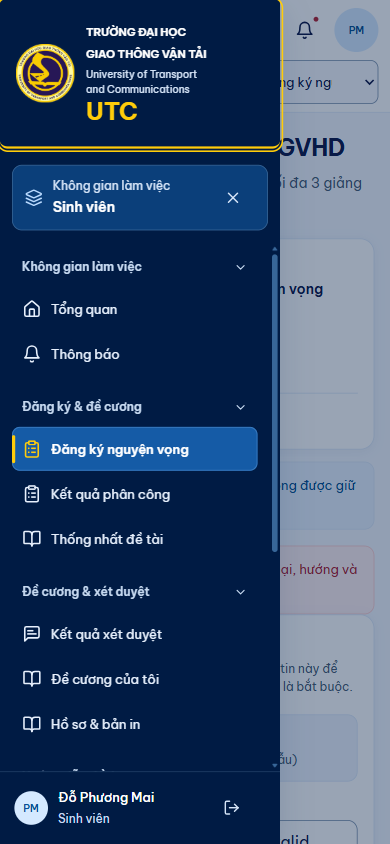 TRƯỜNG ĐẠI HỌC
GIAO THÔNG VẬN TẢI
University of Transport
and Communications
UTC
PM
ng ký ng
GVHD
ối đa 3 giảng
Không gian làm việc
Sinh viên
Không gian làm việc
Tổng quan
n vọng
Thông báo
Đăng ký & đề cương
Đăng ký nguyện vọng
Kết quả phân công
ng được giữ
Thống nhất đề tài
ại, hướng và
Đề cương & xét duyệt
Kết quả xét duyệt
tin này để
Đề cương của tôi
là bắt buộc.
Hồ sơ & bản in
ẫu)
PM
Đỗ Phương Mai
Sinh viên
alid